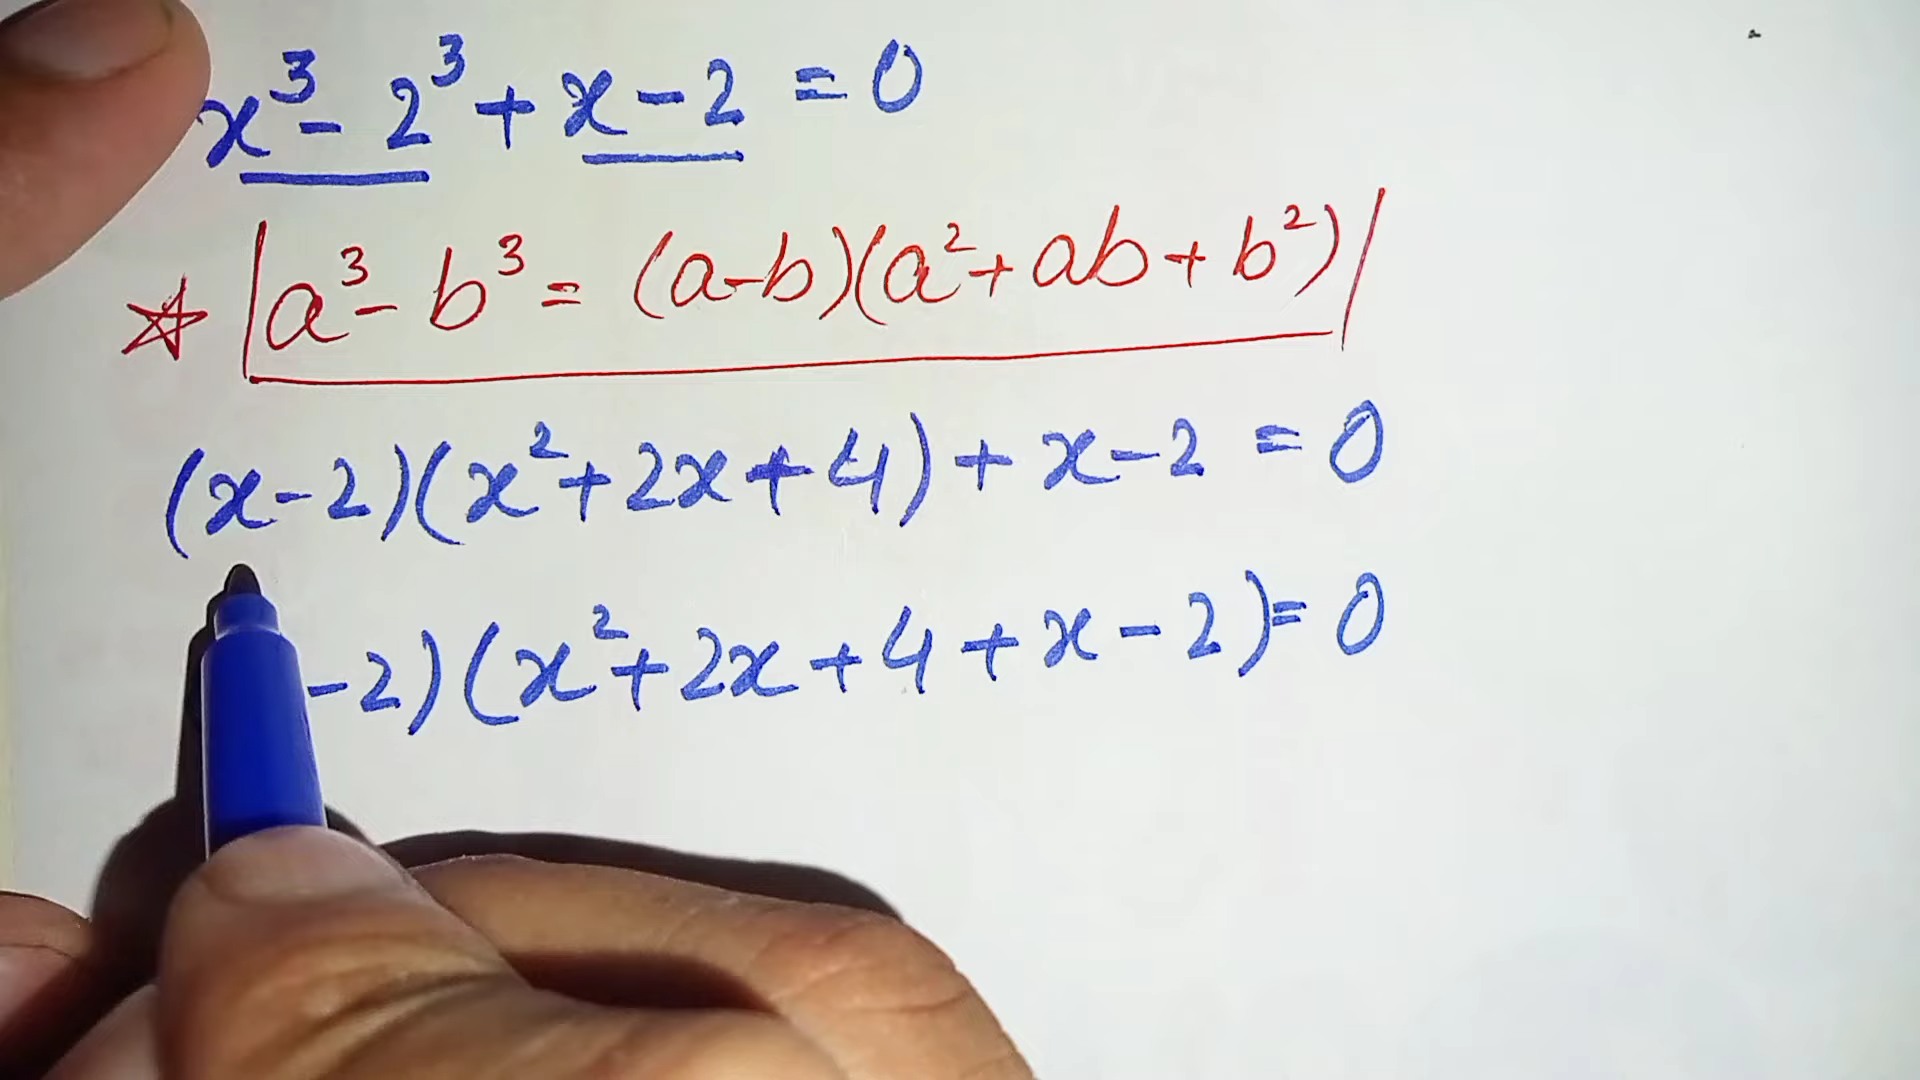 x³ - 2³ + x - 2 = 0
☆ |a³ - b³ = (a-b)(a² + ab + b²)|
(x - 2)(x² + 2x + 4) + x - 2 = 0
- 2)(x² + 2x + 4 + x - 2) = 0